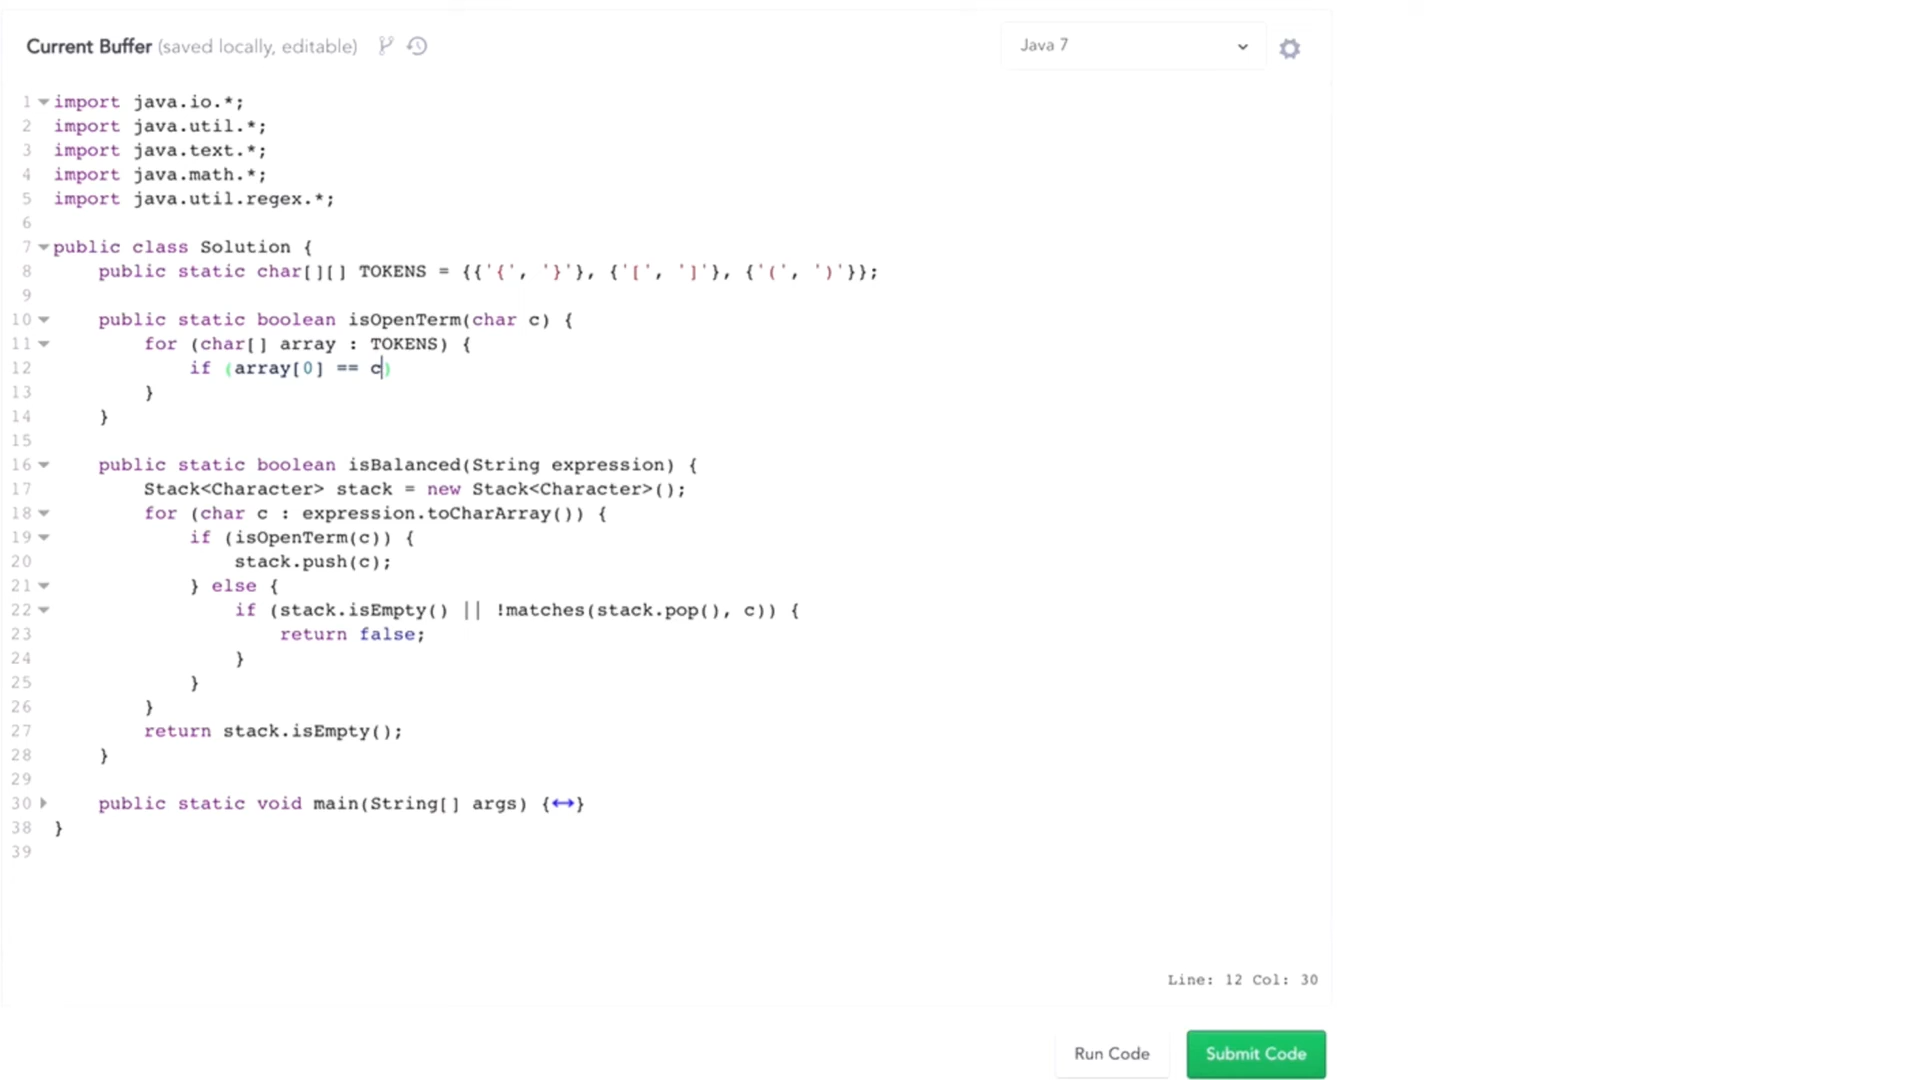 Current Buffer (saved locally, editable)
Java 7
1 import java.io.*;
2 import java.util.*;
3 import java.text.*;
4 import java.math.*;
5 import java.util.regex.*;
6
7 public class Solution {
8 public static char[][] TOKENS = {{'{', '}'}, {'[', ']'}, {'(', ')'}};
9
10 public static boolean isOpenTerm(char c) {
11 for (char[] array : TOKENS) {
12 if (array[0] == c)
13 }
14 }
15
16 public static boolean isBalanced(String expression) {
17 Stack<Character> stack = new Stack<Character>();
18 for (char c : expression.toCharArray()) {
19 if (isOpenTerm(c)) {
20 stack.push(c);
21 } else {
22 if (stack.isEmpty() || !matches(stack.pop(), c)) {
23 return false;
24 }
25 }
26 }
27 return stack.isEmpty();
28 }
29
30 public static void main(String[] args) {↔}
38 }
39
Line: 12 Col: 30
Run Code
Submit Code